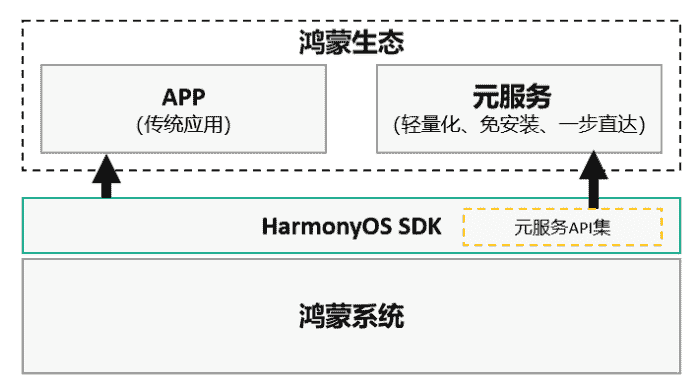 鸿蒙生态
APP
(传统应用)
元服务
(轻量化、免安装、一步直达)
HarmonyOS SDK
元服务API集
鸿蒙系统